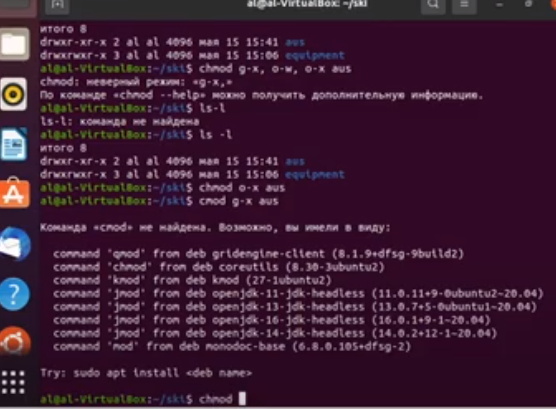 al@al-VirtualBox: ~/ski
итого 8
drwxr-xr-x 2 al al 4096 мая 15 15:41 aus
drwxrwxr-x 3 al al 4096 мая 15 15:06 equipment
al@al-VirtualBox:~/ski$ chmod g-x, o-w, o-x aus
chmod: неверный режим: «g-x,»
По команде «chmod --help» можно получить дополнительную информацию.
al@al-VirtualBox:~/ski$ ls-l
ls-l: команда не найдена
al@al-VirtualBox:~/ski$ ls -l
итого 8
drwxr-xr-x 2 al al 4096 мая 15 15:41 aus
drwxrwxr-x 3 al al 4096 мая 15 15:06 equipment
al@al-VirtualBox:~/ski$ chmod o-x aus
al@al-VirtualBox:~/ski$ cmod g-x aus
Команда «cmod» не найдена. Возможно, вы имели в виду:
command 'qmod' from deb gridengine-client (8.1.9+dfsg-9build2)
command 'chmod' from deb coreutils (8.30-3ubuntu2)
command 'kmod' from deb kmod (27-1ubuntu2)
command 'jmod' from deb openjdk-11-jdk-headless (11.0.11+9-0ubuntu2~20.04)
command 'jmod' from deb openjdk-13-jdk-headless (13.0.7+5-0ubuntu1~20.04)
command 'jmod' from deb openjdk-16-jdk-headless (16.0.1+9-1~20.04)
command 'jmod' from deb openjdk-14-jdk-headless (14.0.2+12-1~20.04)
command 'mod' from deb monodoc-base (6.8.0.105+dfsg-2)
Try: sudo apt install <deb name>
al@al-VirtualBox:~/ski$ chmod